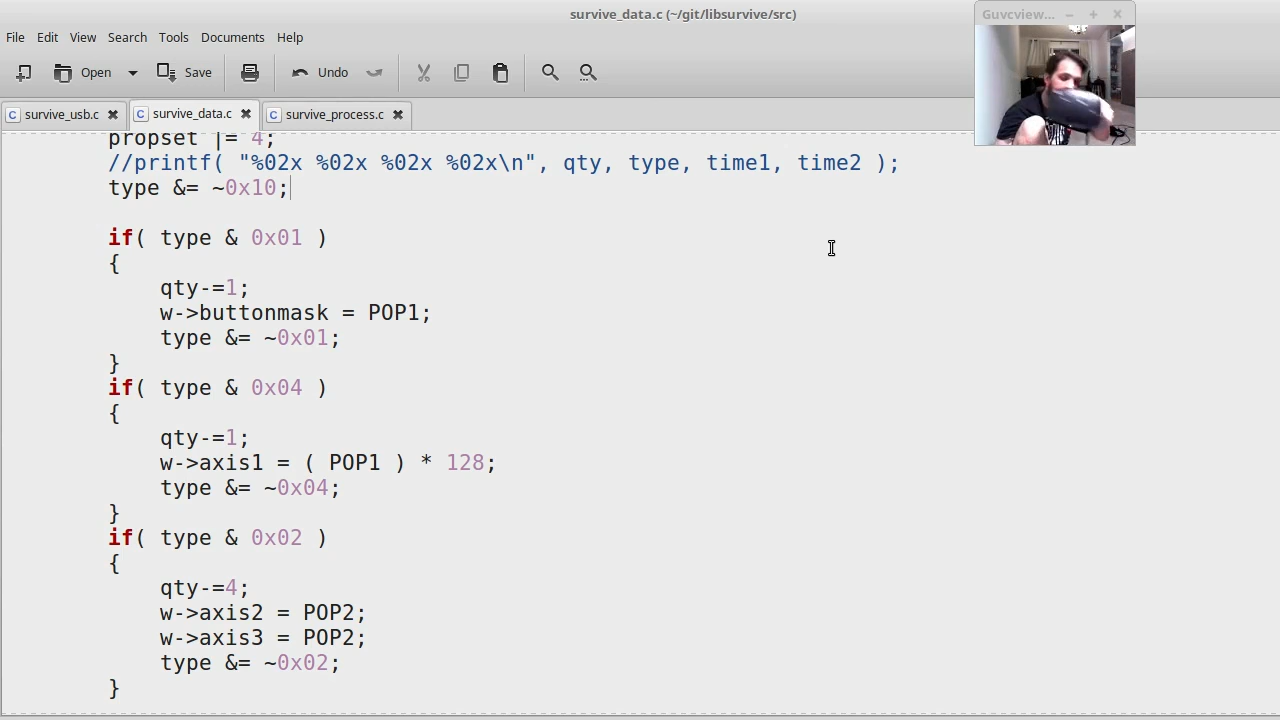 survive_data.c (~/git/libsurvive/src)
Guvcview...
File Edit View Search Tools Documents Help
Open Save Undo
survive_usb.c survive_data.c survive_process.c
propset |= 4;
//printf( "%02x %02x %02x %02x\n", qty, type, time1, time2 );
type &= ~0x10;
if( type & 0x01 )
{
qty-=1;
w->buttonmask = POP1;
type &= ~0x01;
}
if( type & 0x04 )
{
qty-=1;
w->axis1 = ( POP1 ) * 128;
type &= ~0x04;
}
if( type & 0x02 )
{
qty-=4;
w->axis2 = POP2;
w->axis3 = POP2;
type &= ~0x02;
}